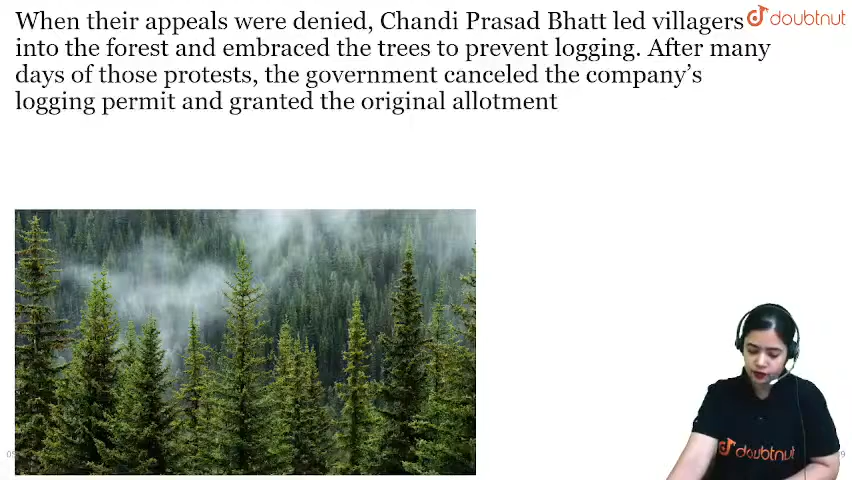 When their appeals were denied, Chandi Prasad Bhatt led villagers
into the forest and embraced the trees to prevent logging. After many
days of those protests, the government canceled the company’s
logging permit and granted the original allotment
doubtnut
doubtnut